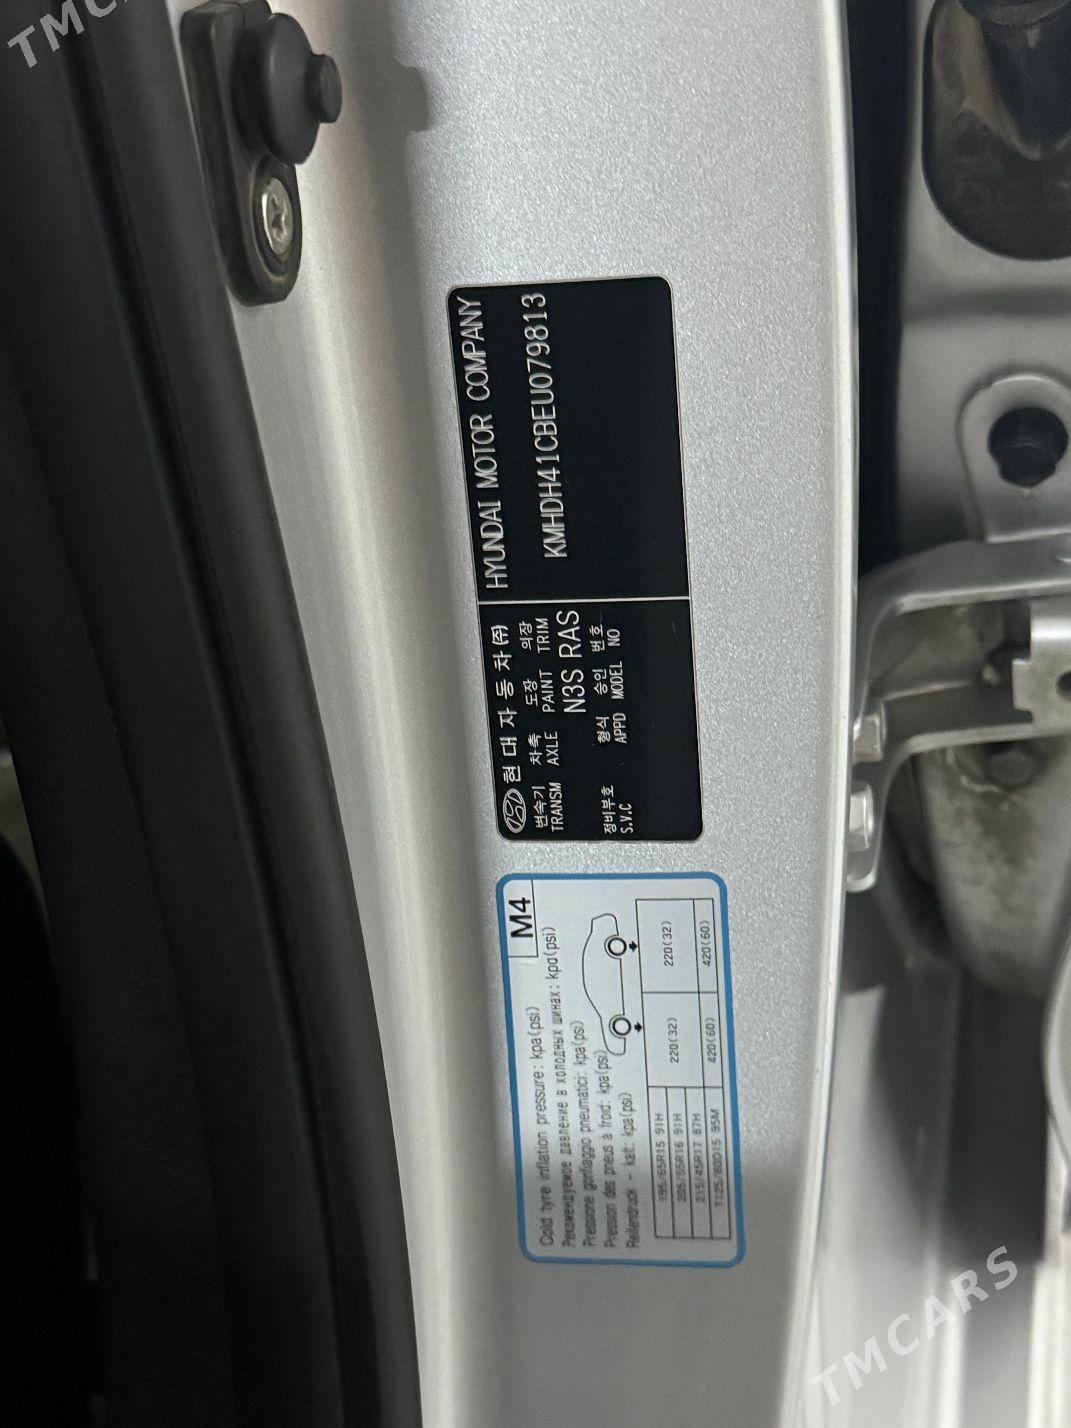 HYUNDAI MOTOR COMPANY
KMHDH41CBEU079813
현대자동차(주)
변속기 차축 도장 의장
TRANSM AXLE PAINT TRIM
N3S RAS
정비부호 형식 승인 번호
S.V.C APPD MODEL NO
M4
Cold tyre inflation pressure: kpa(psi)
Рекомендуемое давление в холодных шинах: kpa(psi)
Pressione gonfiaggio pneumatici: kpa(psi)
Pression des pneus à froid: kpa(psi)
Reifendruck - kalt: kpa(psi)
195/65R15 91H
205/55R16 91H 220(32) 220(32)
215/45R17 87H
T125/80D15 95M 420(60) 420(60)
TMCARS
TMCARS